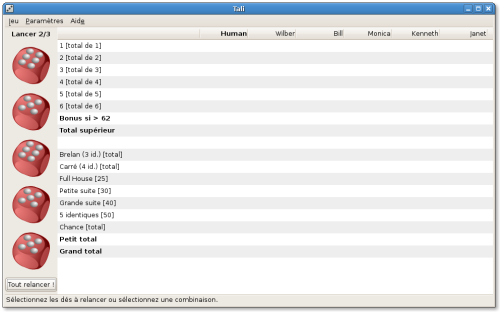 Tali
Jeu Paramètres Aide
Lancer 2/3
Human Wilber Bill Monica Kenneth Janet
1 [total de 1]
2 [total de 2]
3 [total de 3]
4 [total de 4]
5 [total de 5]
6 [total de 6]
Bonus si > 62
Total supérieur
Brelan (3 id.) [total]
Carré (4 id.) [total]
Full House [25]
Petite suite [30]
Grande suite [40]
5 identiques [50]
Chance [total]
Petit total
Grand total
Tout relancer !
Sélectionnez les dés à relancer ou sélectionnez une combinaison.